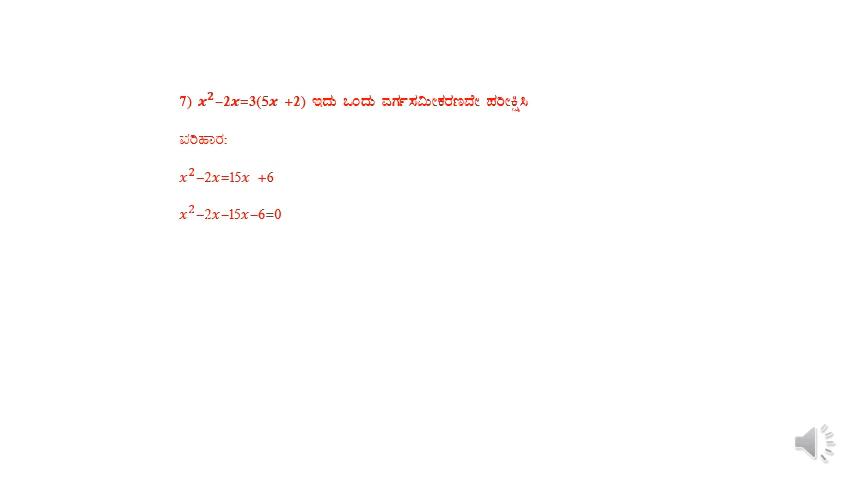 7) 𝒙²−2𝒙=3(5𝒙 +2) ಇದು ಒಂದು ವರ್ಗಸಮೀಕರಣವೇ ಪರೀಕ್ಷಿಸಿ
ಪರಿಹಾರ:
𝑥²−2𝑥=15𝑥 +6
𝑥²−2𝑥−15𝑥−6=0